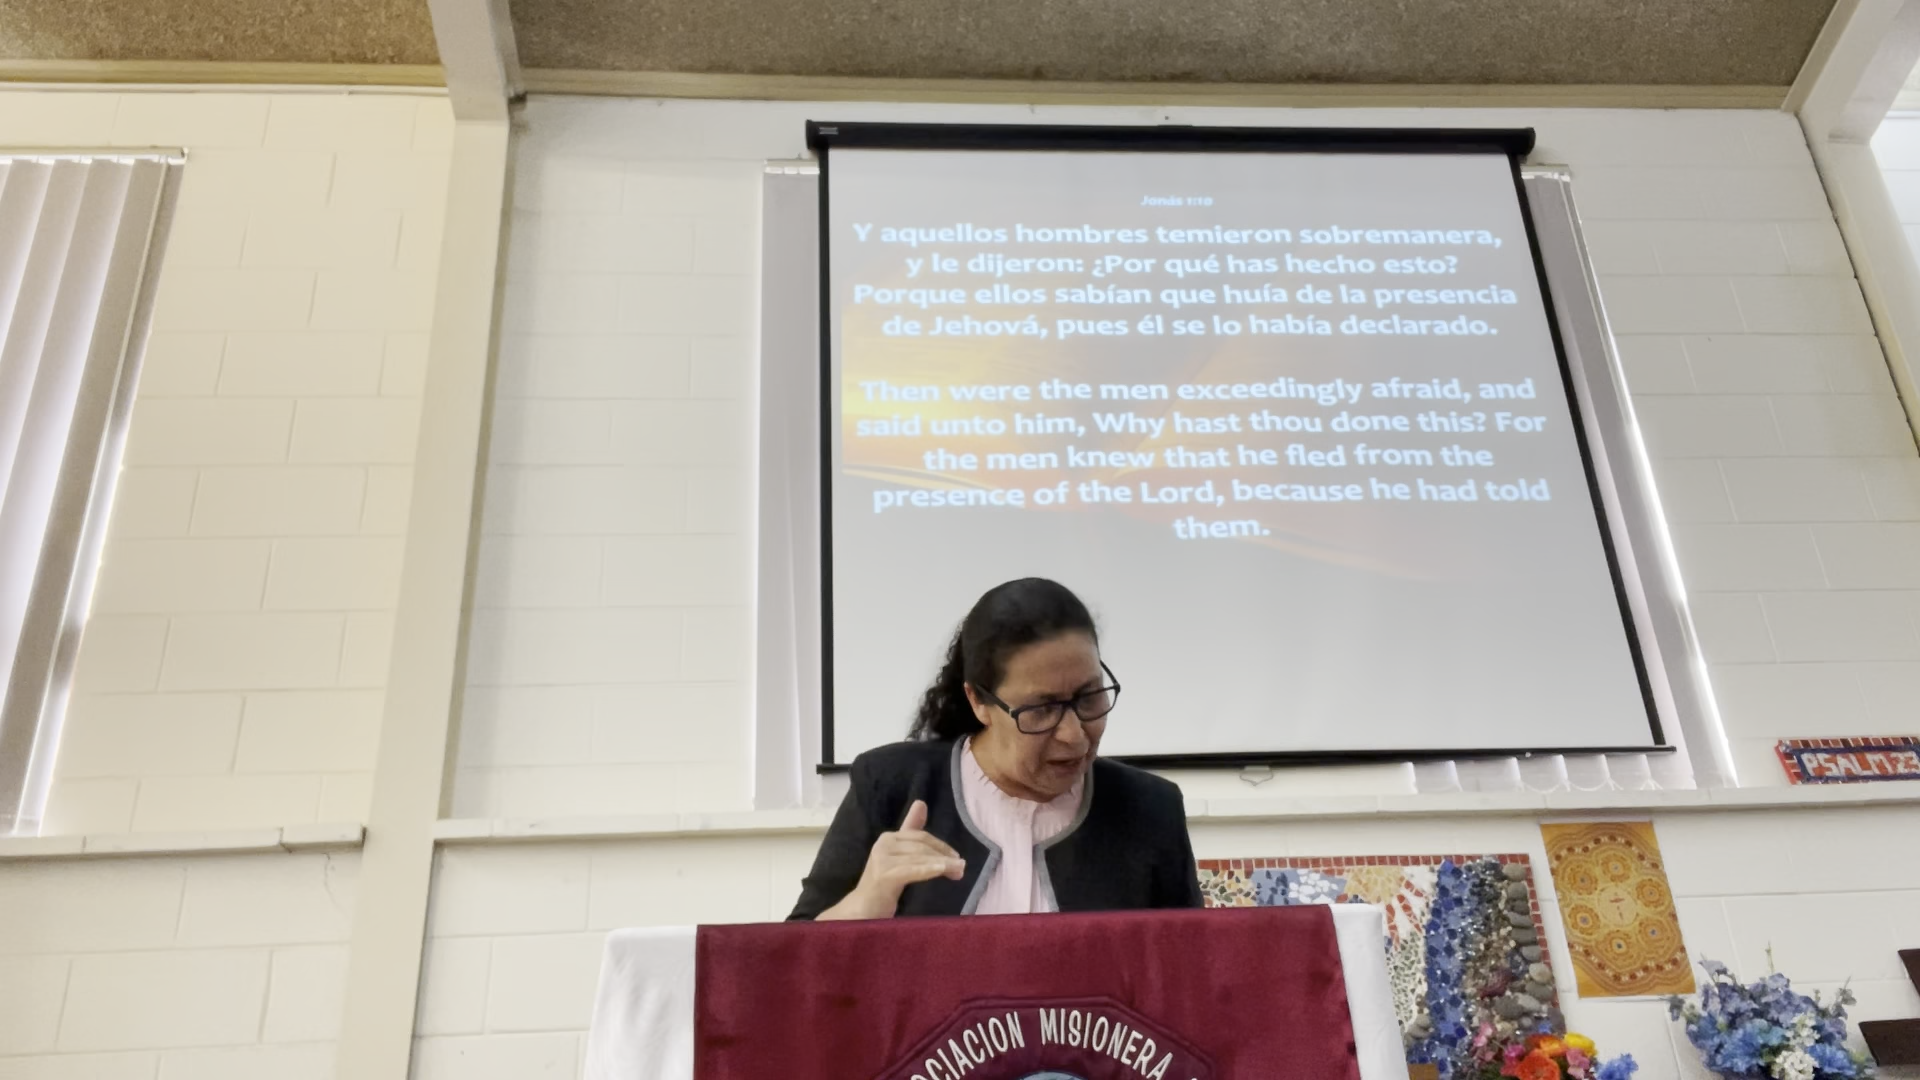 Jonás 1:10
Y aquellos hombres temieron sobremanera,
y le dijeron: ¿Por qué has hecho esto?
Porque ellos sabían que huía de la presencia
de Jehová, pues él se lo había declarado.
Then were the men exceedingly afraid, and
said unto him, Why hast thou done this? For
the men knew that he fled from the
presence of the Lord, because he had told
them.
PSALM 23
OCIACION MISIONERA